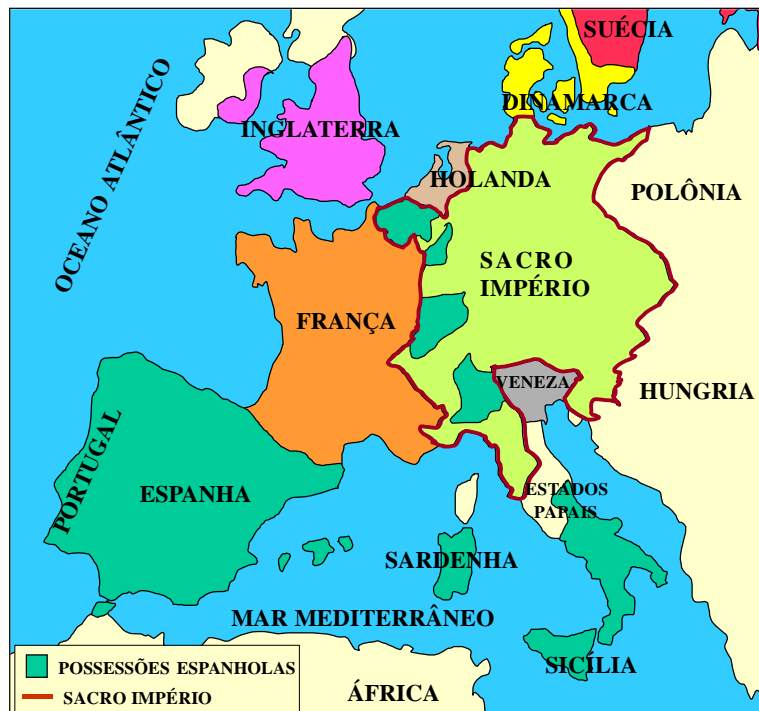 SUÉCIA
DINAMARCA
OCEANO ATLÂNTICO
INGLATERRA
HOLANDA
POLÔNIA
SACRO
IMPÉRIO
FRANÇA
VENEZA
HUNGRIA
PORTUGAL
ESPANHA
ESTADOS
PAPAIS
SARDENHA
MAR MEDITERRÂNEO
SICÍLIA
ÁFRICA
POSSESSÕES ESPANHOLAS
SACRO IMPÉRIO